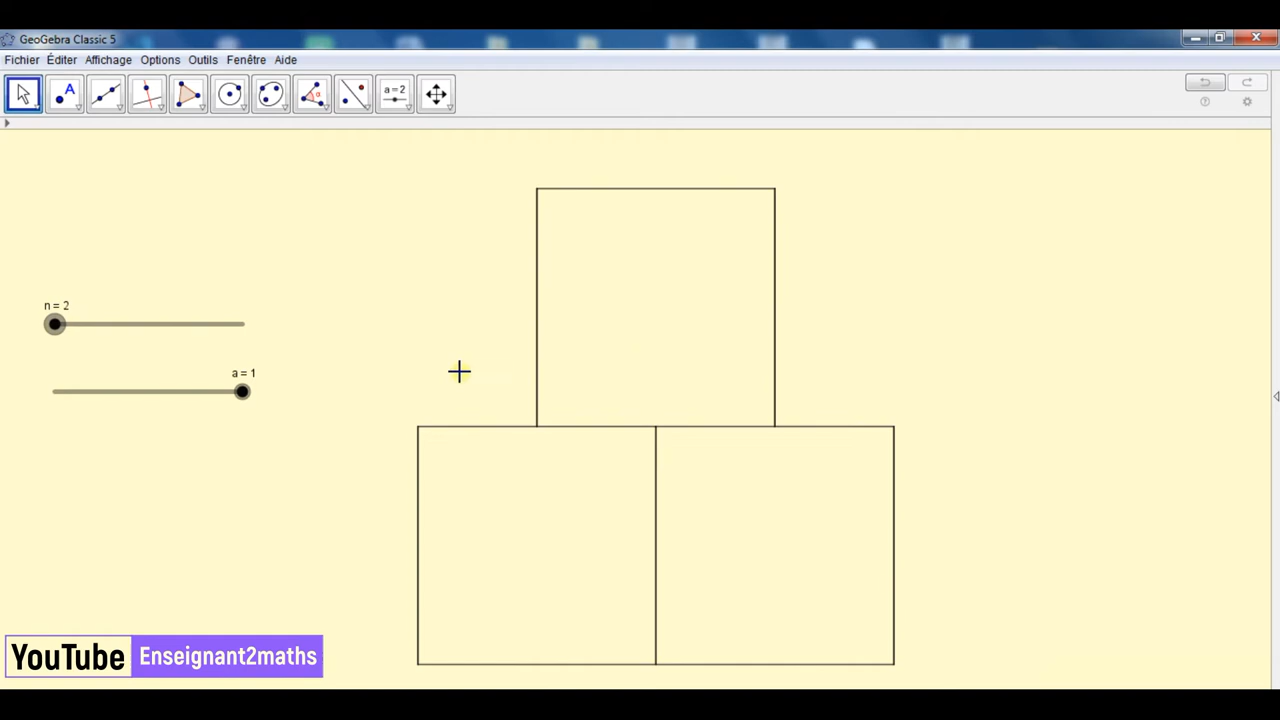 GeoGebra Classic 5
Fichier Éditer Affichage Options Outils Fenêtre Aide
A
α
a = 2
n = 2
a = 1
YouTube Enseignant2maths